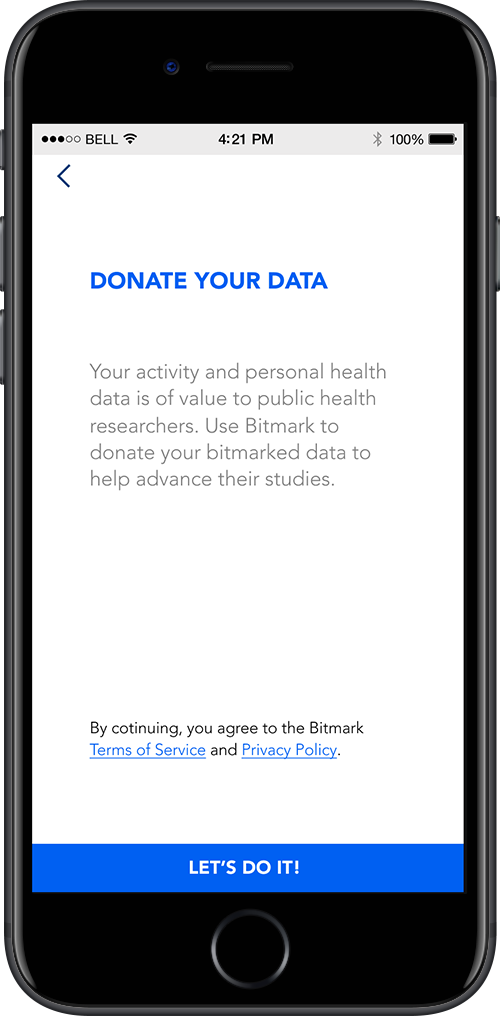 BELL 4:21 PM 100%
DONATE YOUR DATA
Your activity and personal health
data is of value to public health
researchers. Use Bitmark to
donate your bitmarked data to
help advance their studies.
By cotinuing, you agree to the Bitmark
Terms of Service and Privacy Policy.
LET'S DO IT!